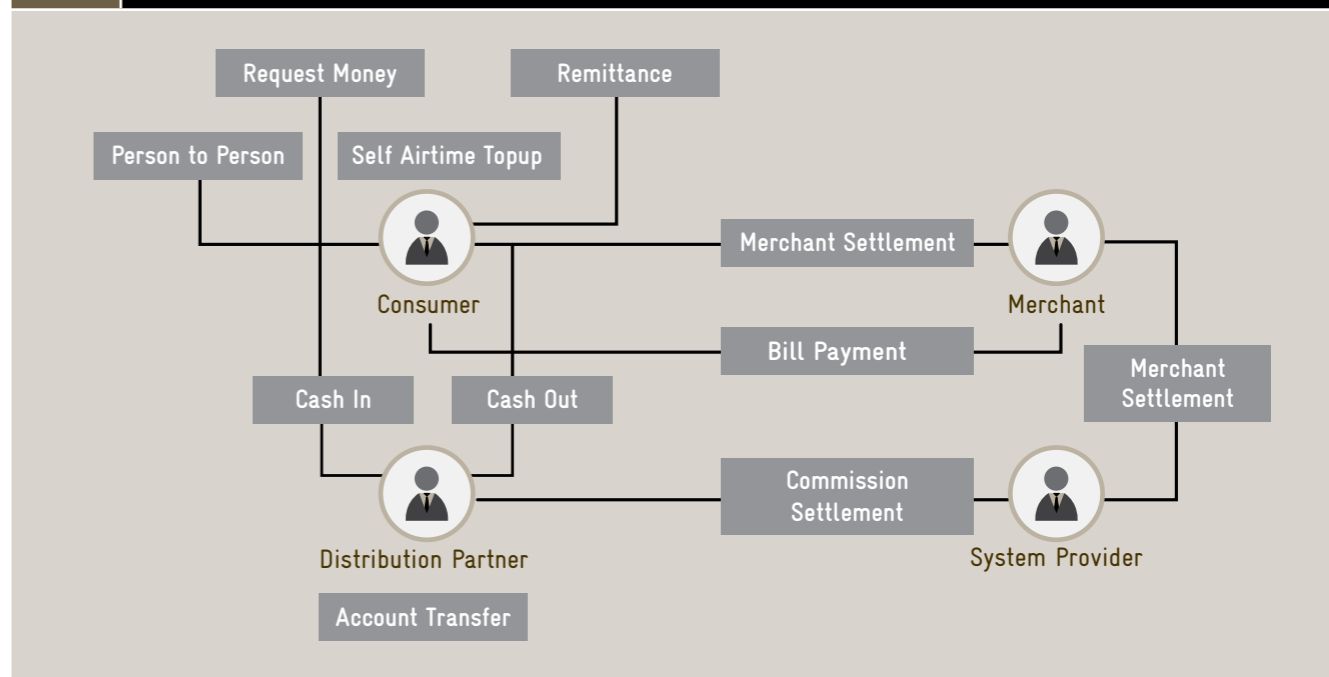 Request Money
Remittance
Person to Person
Self Airtime Topup
Merchant Settlement
Consumer
Merchant
Bill Payment
Merchant
Settlement
Cash In
Cash Out
Commission
Settlement
Distribution Partner
System Provider
Account Transfer